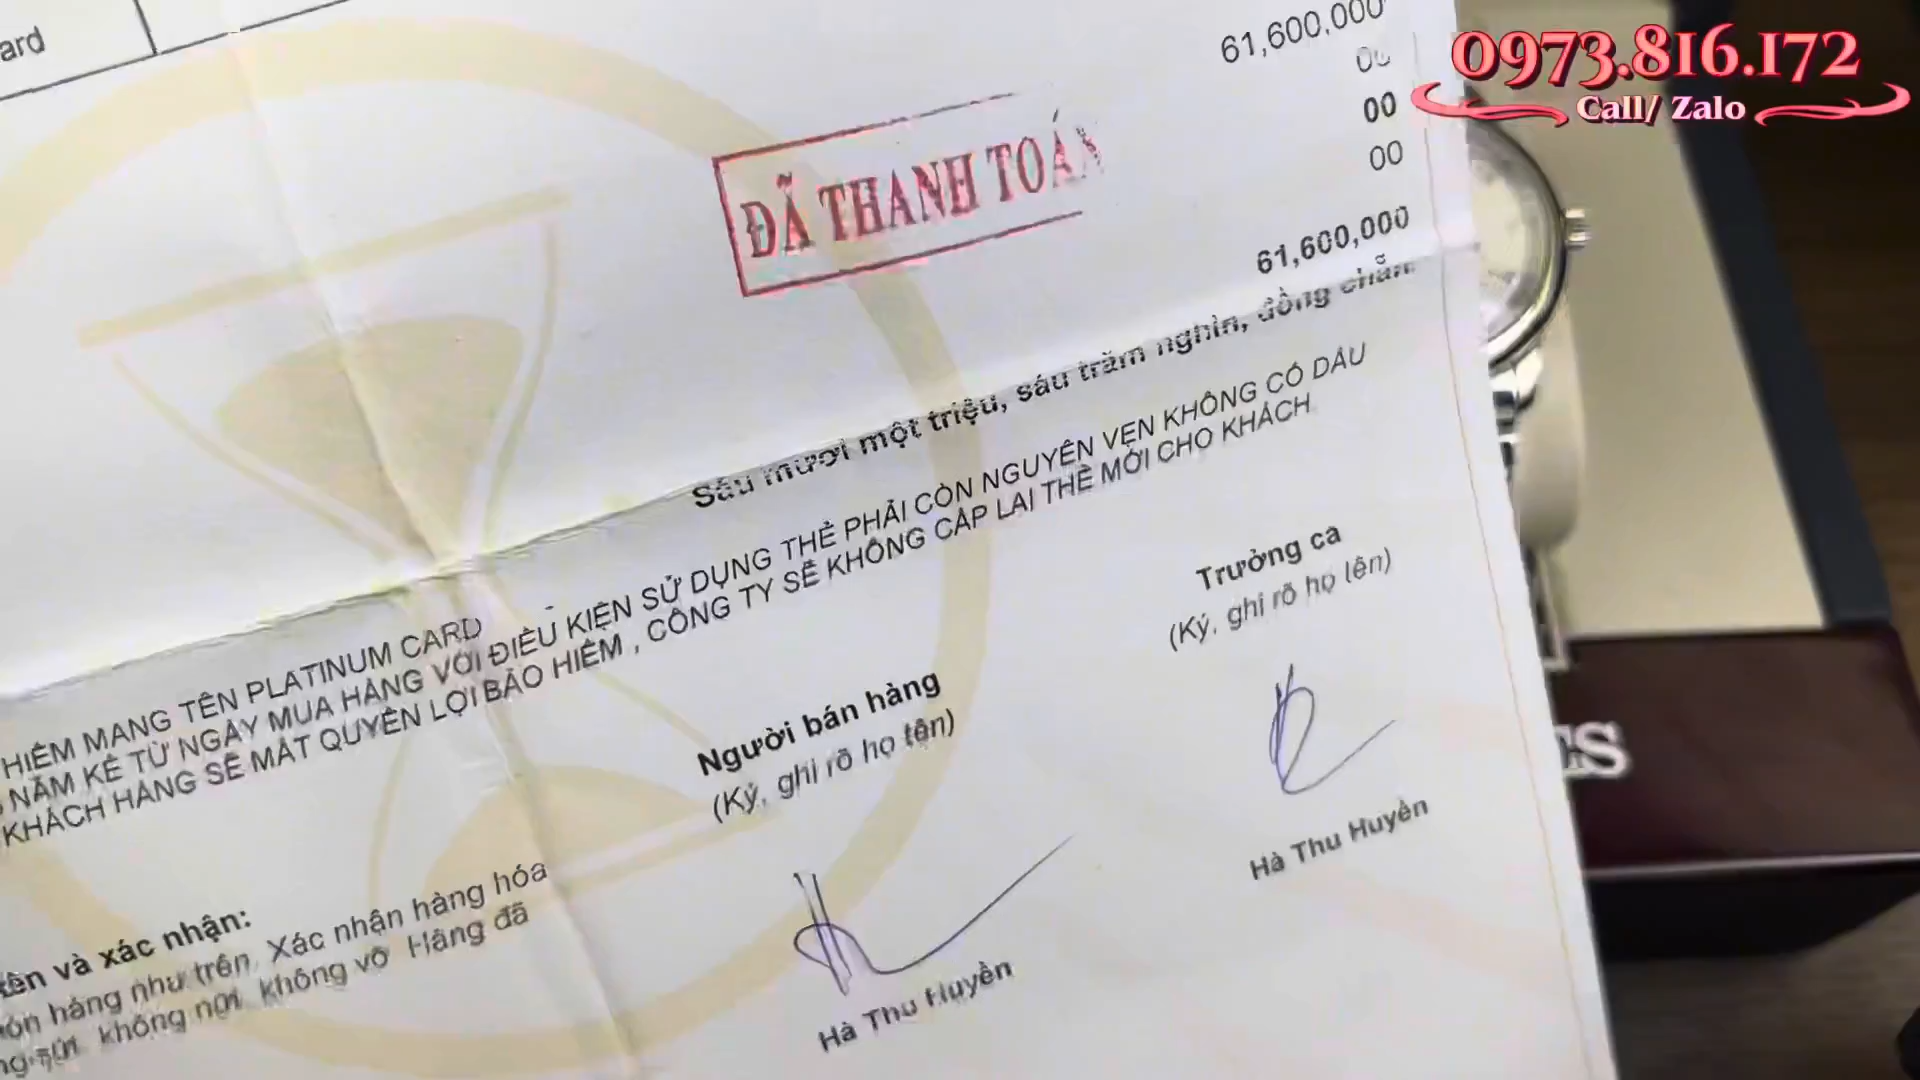 ard
61,600,000
00
00
00
ĐÃ THANH TOÁN
61,600,000
Sáu mươi một triệu, sáu trăm nghìn, đồng chẵn
HIỂM MANG TÊN PLATINUM CARD
NĂM KỂ TỪ NGÀY MUA HÀNG VỚI ĐIỀU KIỆN SỬ DỤNG THẺ PHẢI CÒN NGUYÊN VẸN KHÔNG CÓ DẤU
KHÁCH HÀNG SẼ MẤT QUYỀN LỢI BẢO HIỂM , CÔNG TY SẼ KHÔNG CẤP LẠI THẺ MỚI CHO KHÁCH
Người bán hàng
(Ký, ghi rõ họ tên)
Hà Thu Huyền
Trưởng ca
(Ký, ghi rõ họ tên)
Hà Thu Huyền
tên và xác nhận:
hàng như trên. Xác nhận hàng hóa
không nứt không vỡ Hàng đã
0973.816.172
Call/ Zalo
ES